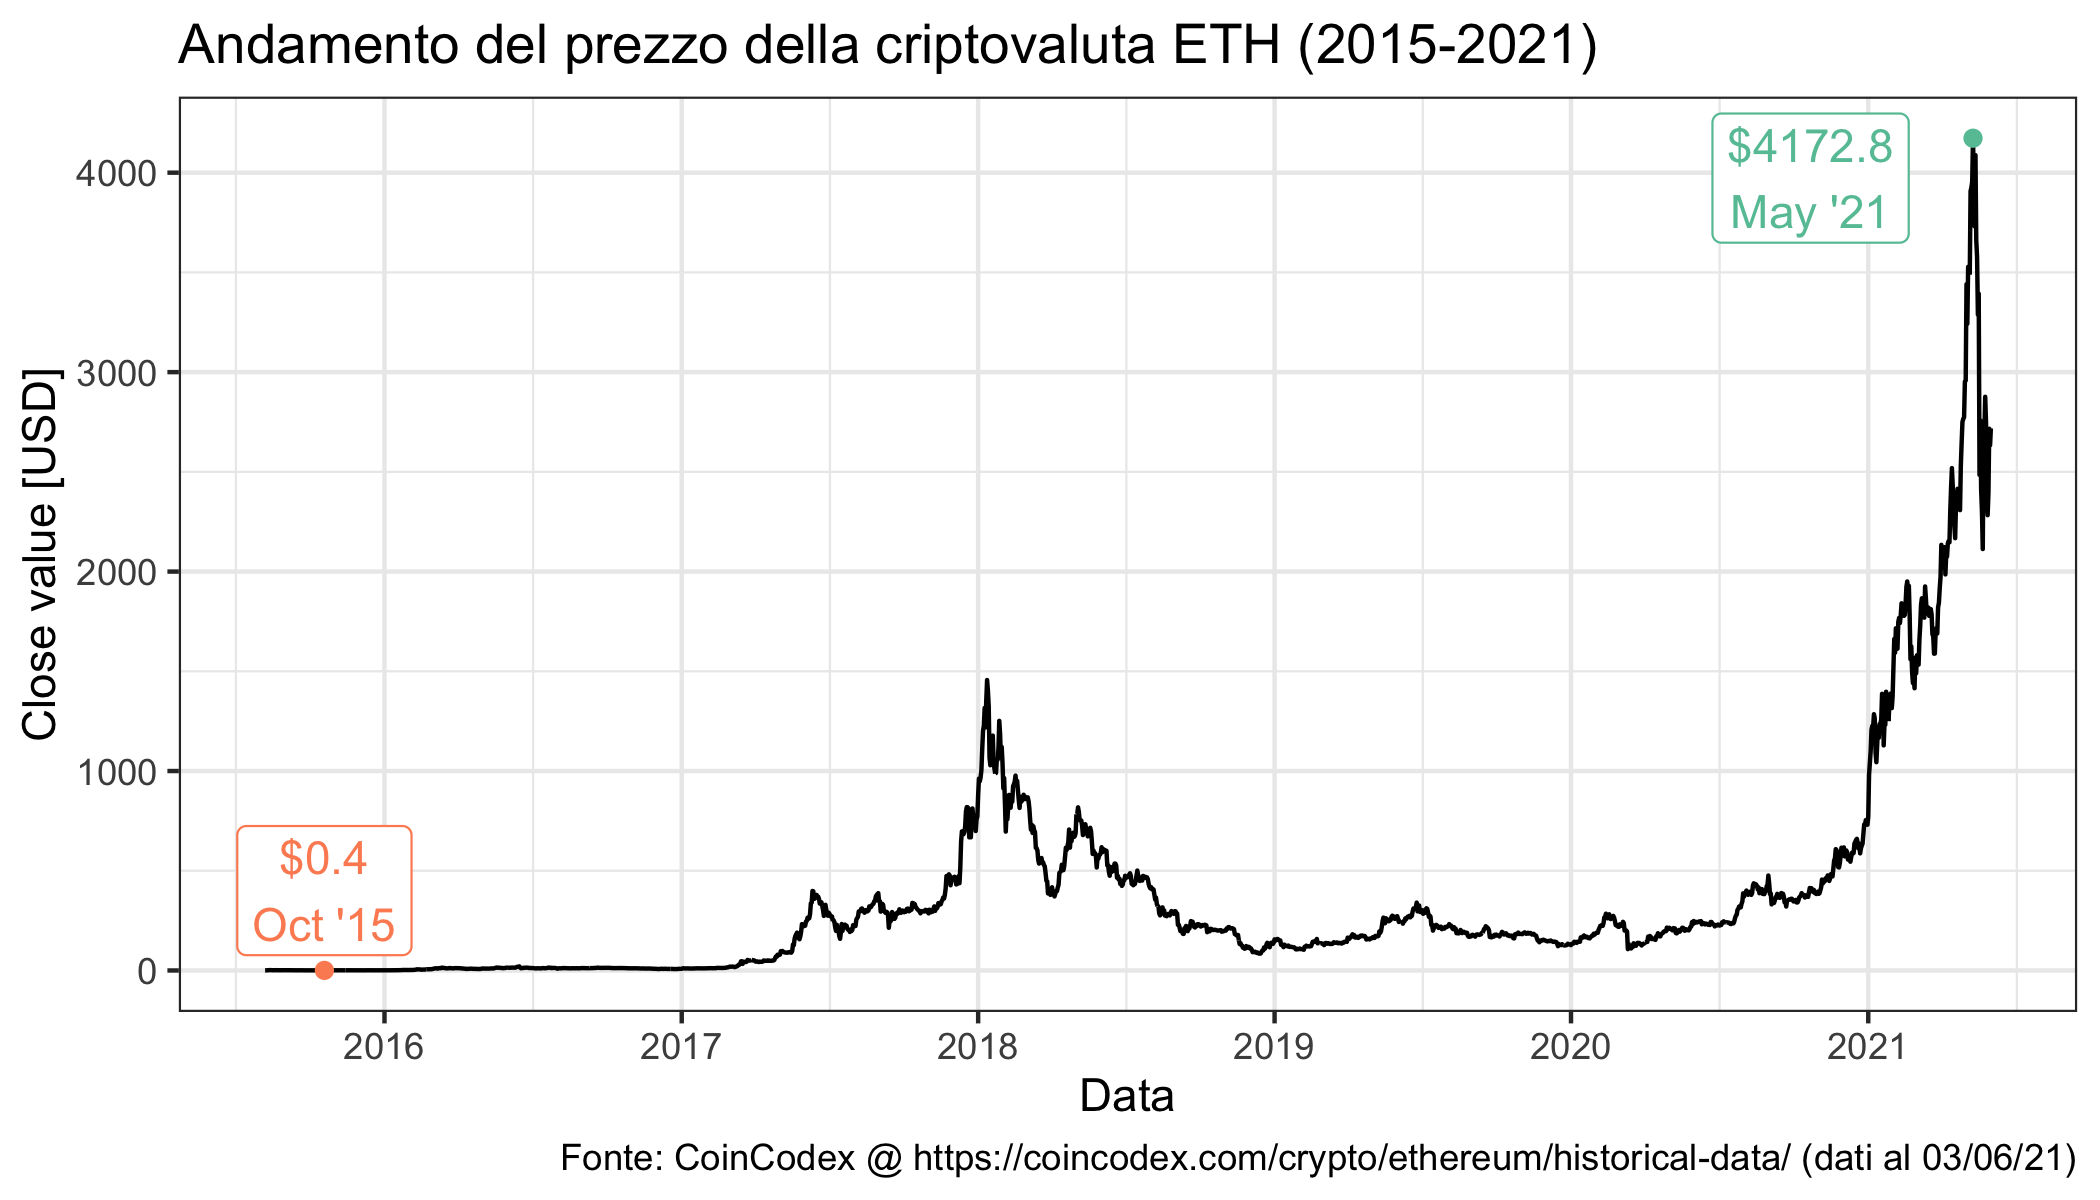 Andamento del prezzo della criptovaluta ETH (2015-2021)
$4172.8
May '21
4000
3000
2000
1000
0
Close value [USD]
$0.4
Oct '15
2016
2017
2018
2019
2020
2021
Data
Fonte: CoinCodex @ https://coincodex.com/crypto/ethereum/historical-data/ (dati al 03/06/21)